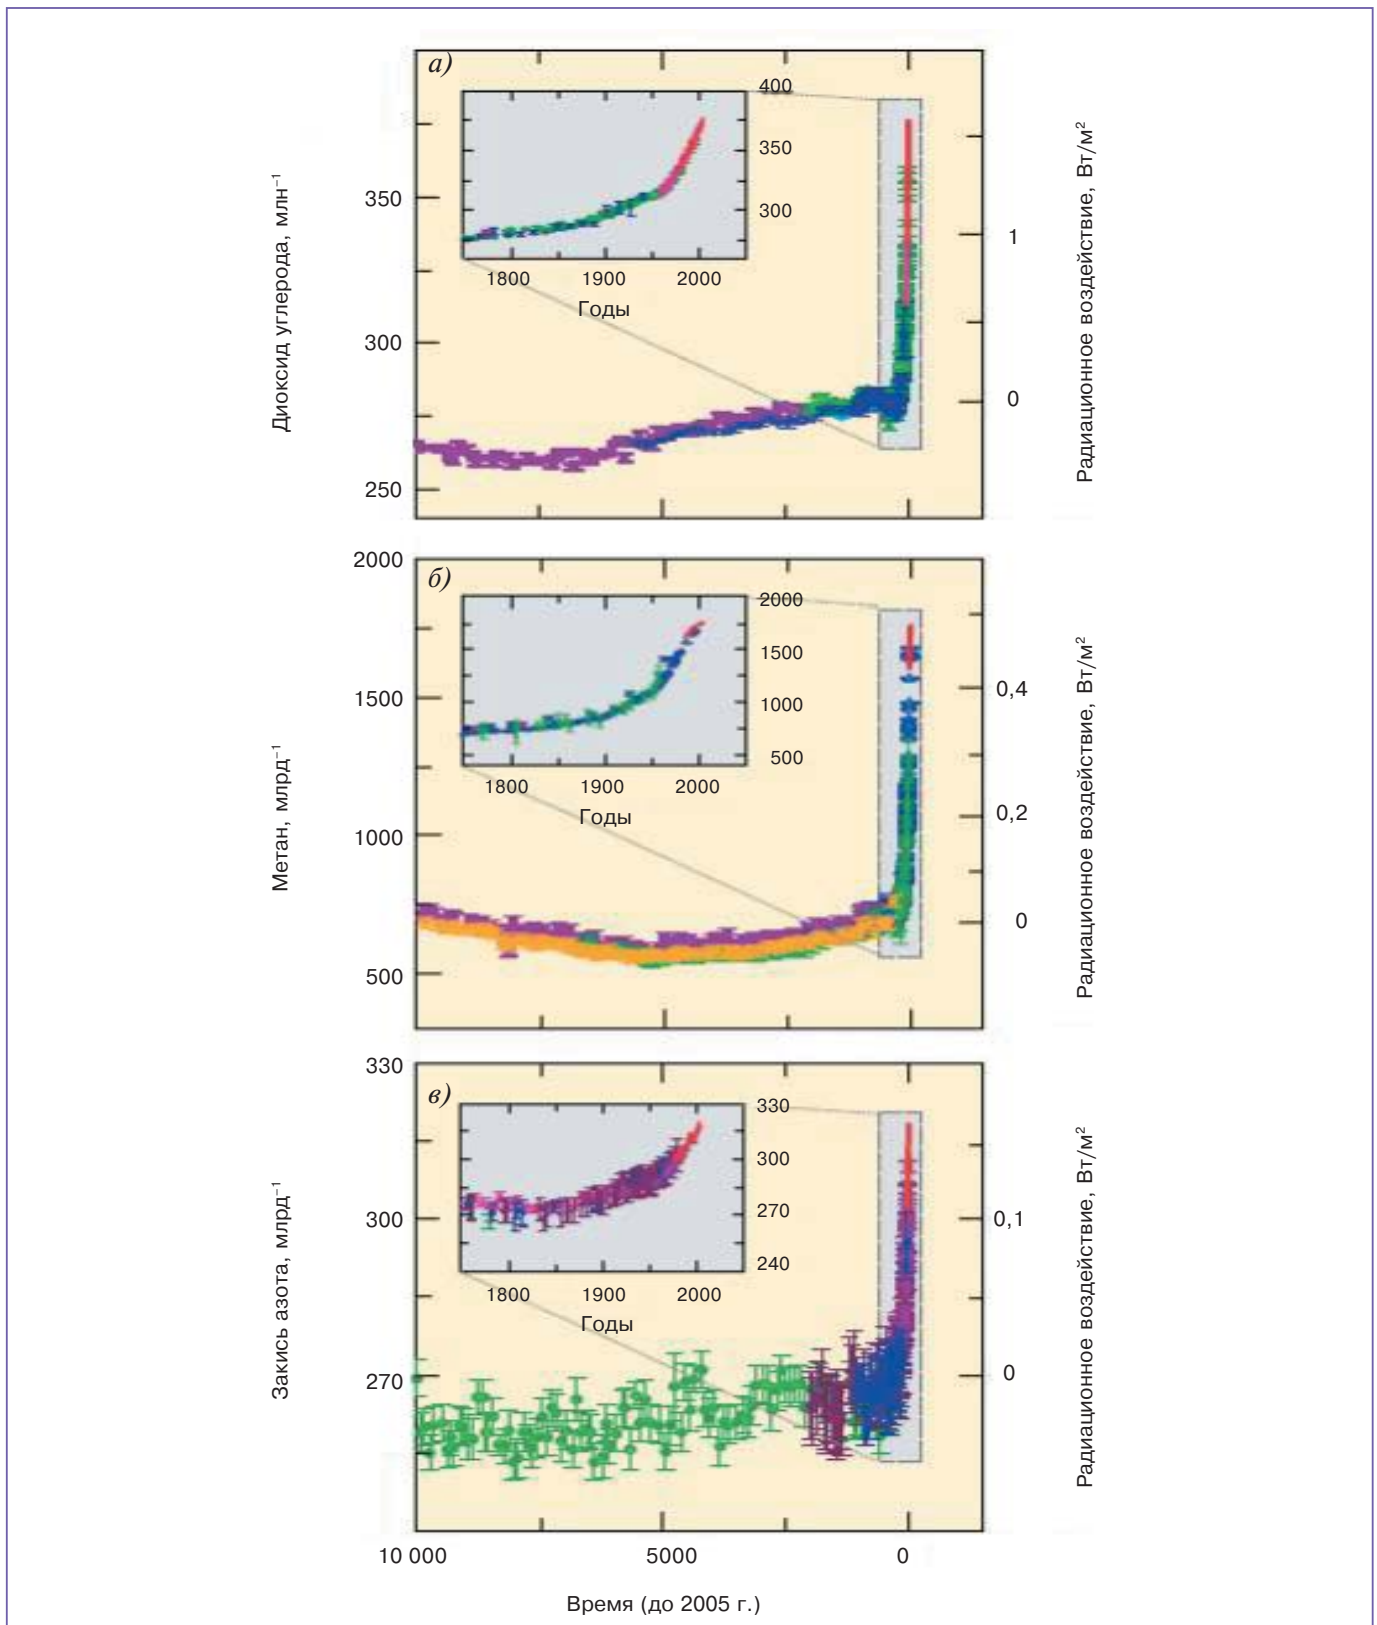 а)
Диоксид углерода, млн⁻¹
350
300
250
400
350
300
1800 1900 2000
Годы
1
0
Радиационное воздействие, Вт/м²
б)
Метан, млрд⁻¹
2000
1500
1000
500
2000
1500
1000
500
1800 1900 2000
Годы
0,4
0,2
0
Радиационное воздействие, Вт/м²
в)
Закись азота, млрд⁻¹
330
300
270
330
300
270
240
1800 1900 2000
Годы
0,1
0
Радиационное воздействие, Вт/м²
10 000 5000 0
Время (до 2005 г.)